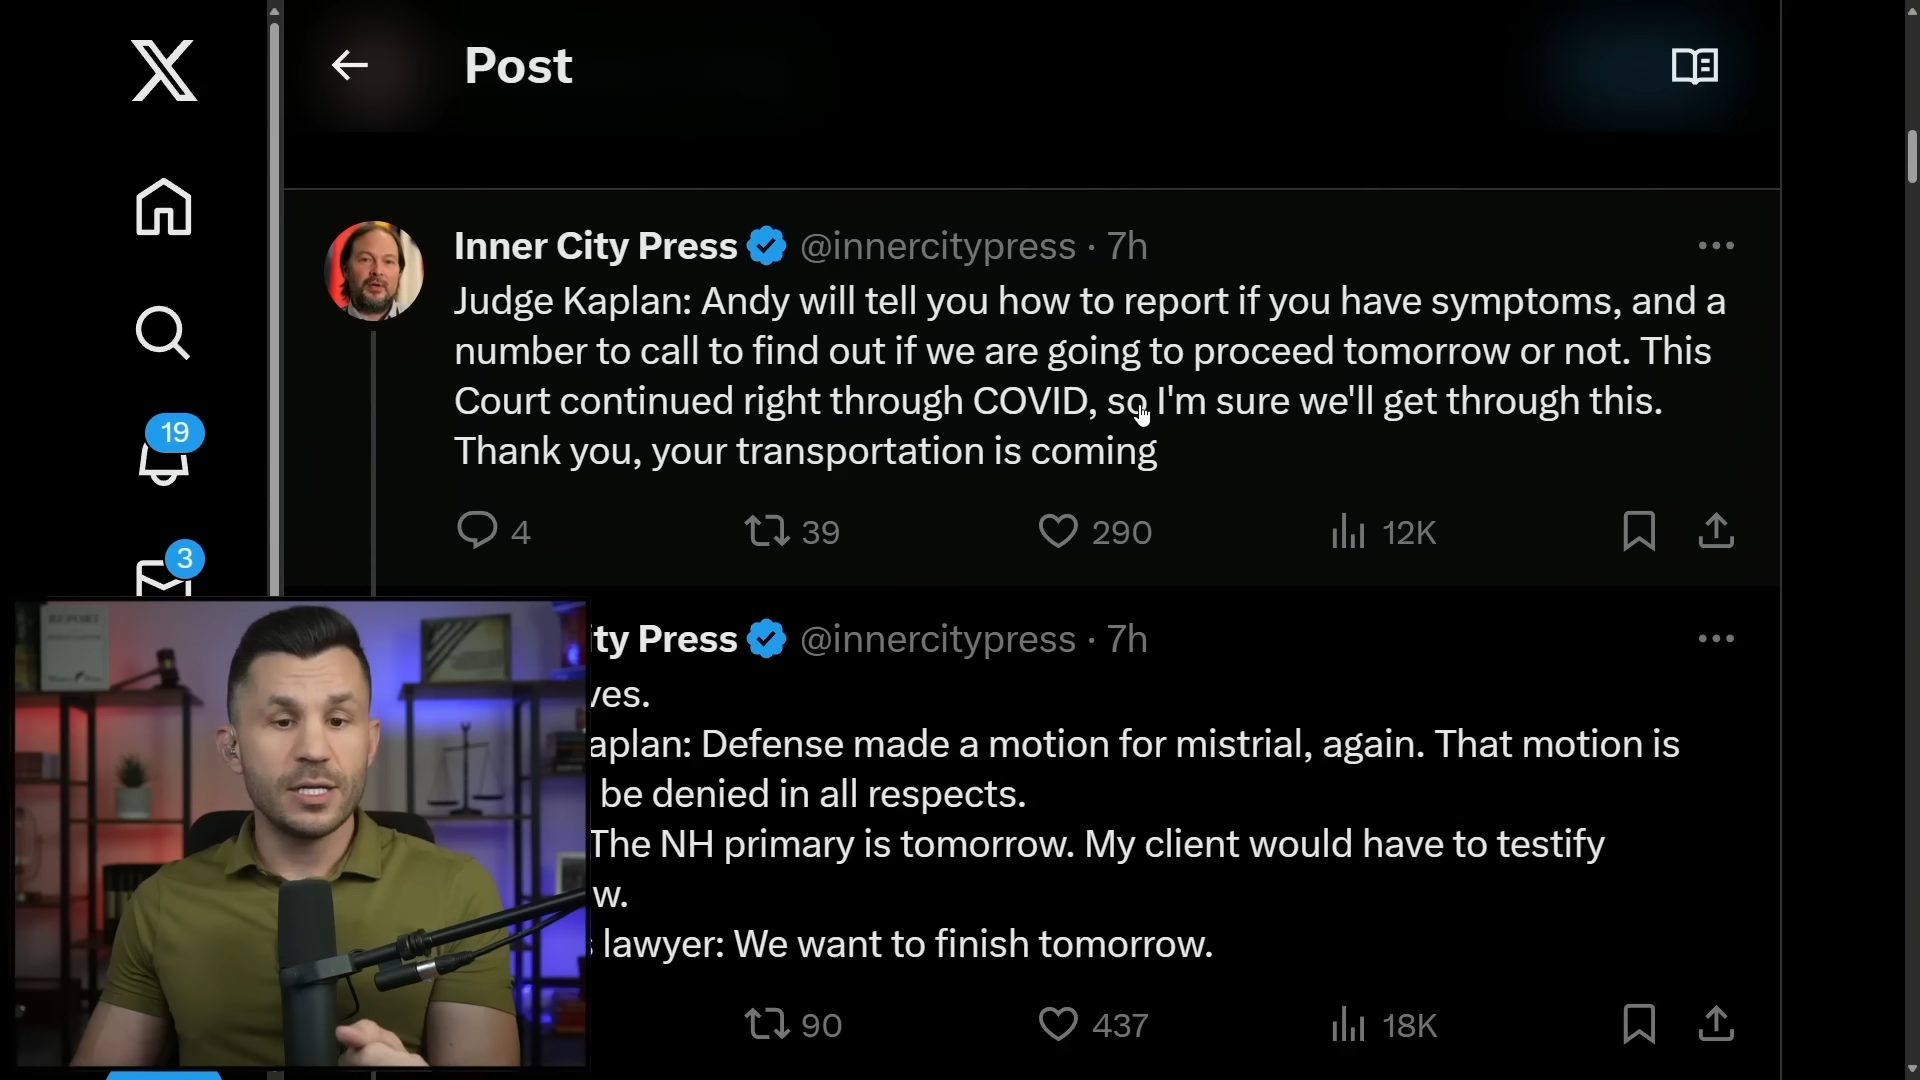 Post
Inner City Press @innercitypress · 7h
Judge Kaplan: Andy will tell you how to report if you have symptoms, and a
number to call to find out if we are going to proceed tomorrow or not. This
Court continued right through COVID, so I'm sure we'll get through this.
Thank you, your transportation is coming
4 39 290 12K
19
3
ity Press @innercitypress · 7h
ves.
aplan: Defense made a motion for mistrial, again. That motion is
be denied in all respects.
The NH primary is tomorrow. My client would have to testify
w.
s lawyer: We want to finish tomorrow.
90 437 18K
REPORT